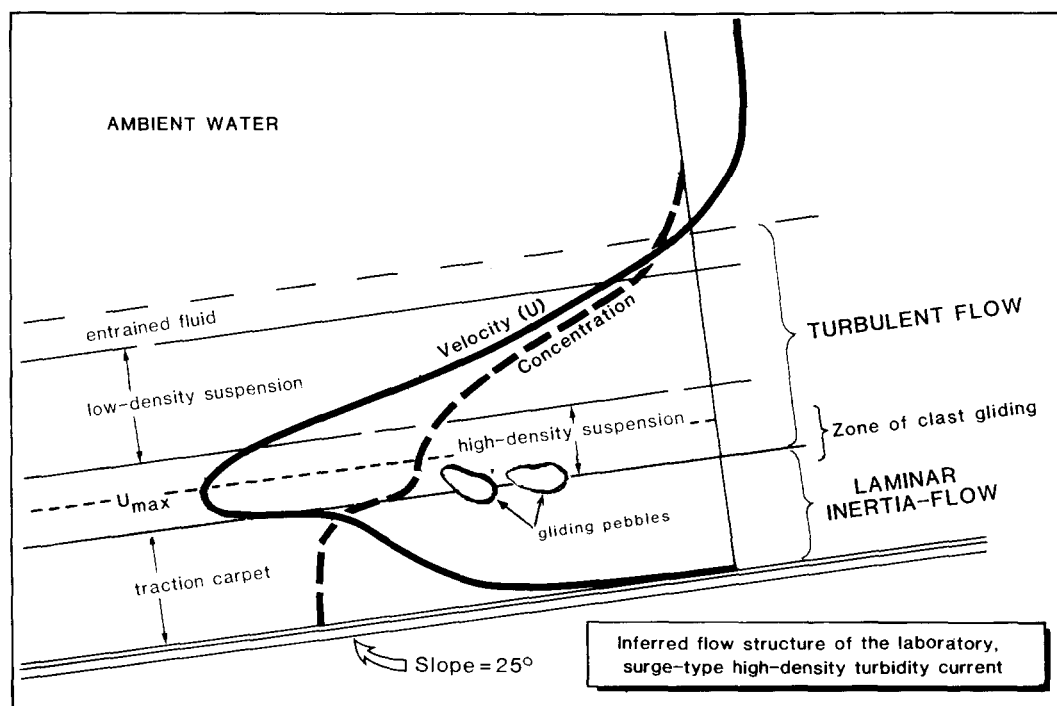 AMBIENT WATER
entrained fluid
Velocity (U)
Concentration
TURBULENT FLOW
low-density suspension
high-density suspension
Zone of clast gliding
Umax
LAMINAR
INERTIA-FLOW
gliding pebbles
traction carpet
Slope = 25º
Inferred flow structure of the laboratory,
surge-type high-density turbidity current